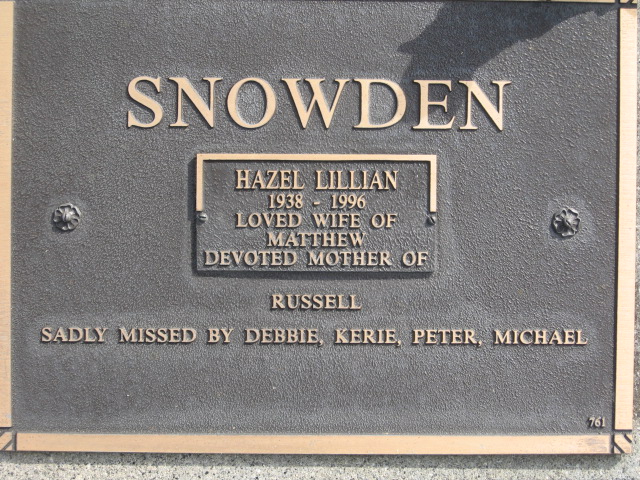 SNOWDEN
HAZEL LILLIAN
1938 - 1996
LOVED WIFE OF
MATTHEW
DEVOTED MOTHER OF
RUSSELL
SADLY MISSED BY DEBBIE, KERIE, PETER, MICHAEL
761